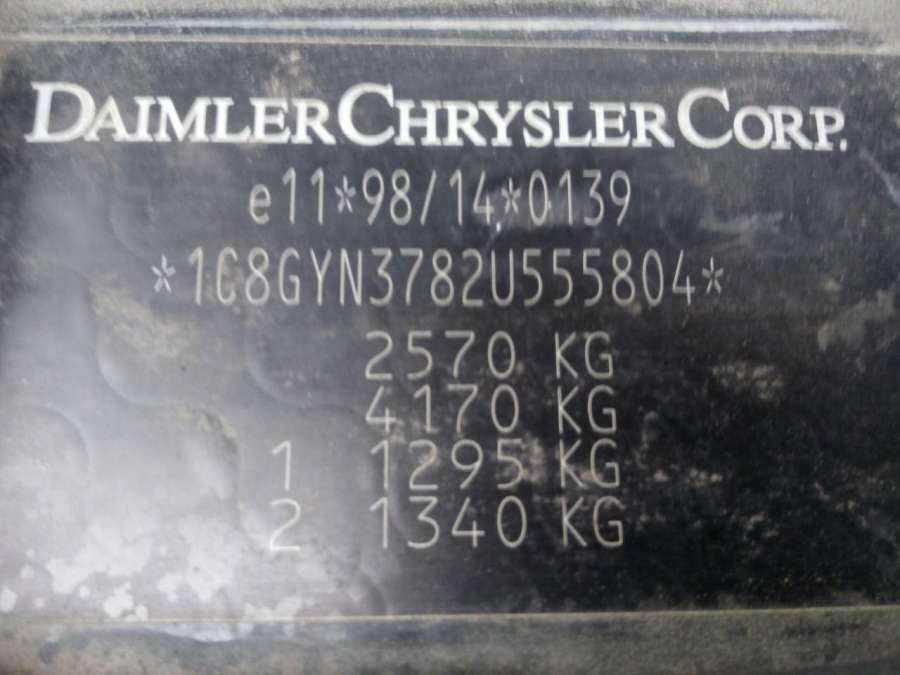 DAIMLERCHRYSLER CORP.
e11*98/14*0139
*1C8GYN3782U555804*
2570 KG
4170 KG
1 1295 KG
2 1340 KG